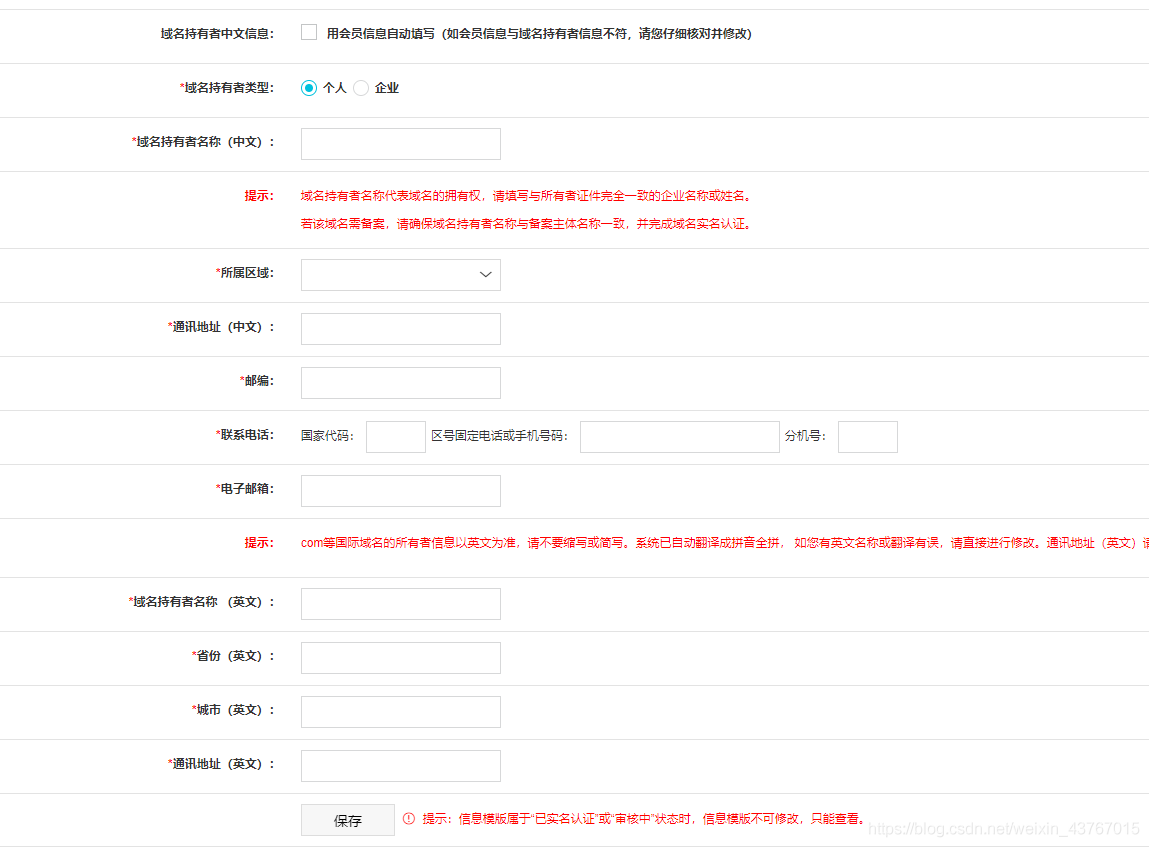 域名持有者中文信息： 用会员信息自动填写（如会员信息与域名持有者信息不符，请您仔细核对并修改）
*域名持有者类型： 个人 企业
*域名持有者名称（中文）：
提示： 域名持有者名称代表域名的拥有权，请填写与所有者证件完全一致的企业名称或姓名。
若该域名需备案，请确保域名持有者名称与备案主体名称一致，并完成域名实名认证。
*所属区域：
*通讯地址（中文）：
*邮编：
*联系电话： 国家代码： 区号固定电话或手机号码： 分机号：
*电子邮箱：
提示： com等国际域名的所有者信息以英文为准，请不要缩写或简写。系统已自动翻译成拼音全拼， 如您有英文名称或翻译有误，请直接进行修改。通讯地址（英文）
*域名持有者名称 （英文）：
*省份（英文）：
*城市（英文）：
*通讯地址（英文）：
保存 提示：信息模版属于“已实名认证”或“审核中”状态时，信息模版不可修改，只能查看。
https://blog.csdn.net/weixin_43767015